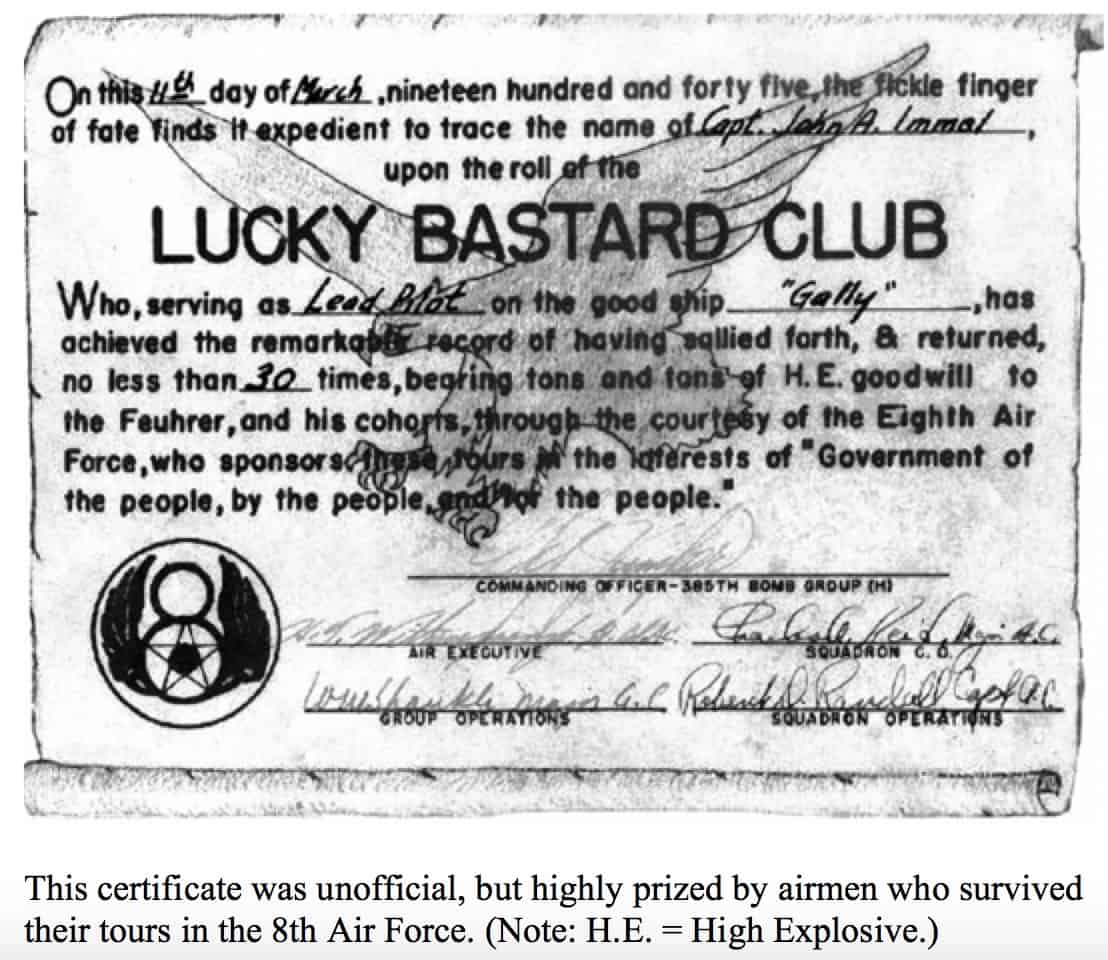 On this 11th day of March, nineteen hundred and forty five, the fickle finger
of fate finds it expedient to trace the name of Capt. John A. Immel,
upon the roll of the
LUCKY BASTARD CLUB
Who, serving as Lead Pilot on the good ship "Gally", has
achieved the remarkable record of having sallied forth, & returned,
no less than 30 times, bearing tons and tons of H.E. goodwill to
the Feuhrer, and his cohorts, through the courtesy of the Eighth Air
Force, who sponsors these tours in the interests of "Government of
the people, by the people, and for the people."
COMMANDING OFFICER-385TH BOMB GROUP (H)
AIR EXECUTIVE
Reid, Maj. A.C.
SQUADRON C. O.
GROUP OPERATIONS
Robert D. Randall Capt. A.C.
SQUADRON OPERATIONS
This certificate was unofficial, but highly prized by airmen who survived
their tours in the 8th Air Force. (Note: H.E. = High Explosive.)